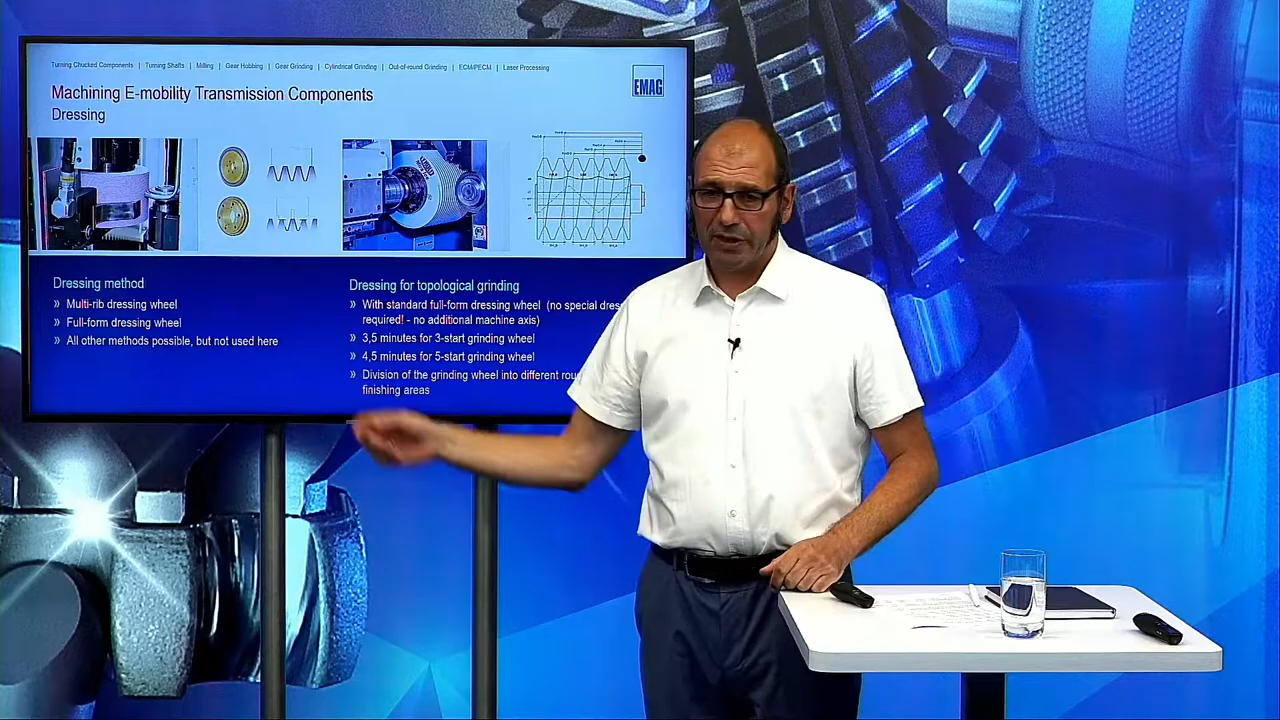 Turning Chucked Components | Turning Shafts | Milling | Gear Hobbing | Gear Grinding | Cylindrical Grinding | Out-of-round Grinding | ECM/PECM | Laser Processing
EMAG
Machining E-mobility Transmission Components
Dressing
Dressing method
» Multi-rib dressing wheel
» Full-form dressing wheel
» All other methods possible, but not used here
Dressing for topological grinding
» With standard full-form dressing wheel (no special
required! - no additional machine axis)
» 3,5 minutes for 3-start grinding wheel
» 4,5 minutes for 5-start grinding wheel
» Division of the grinding wheel into different
finishing areas